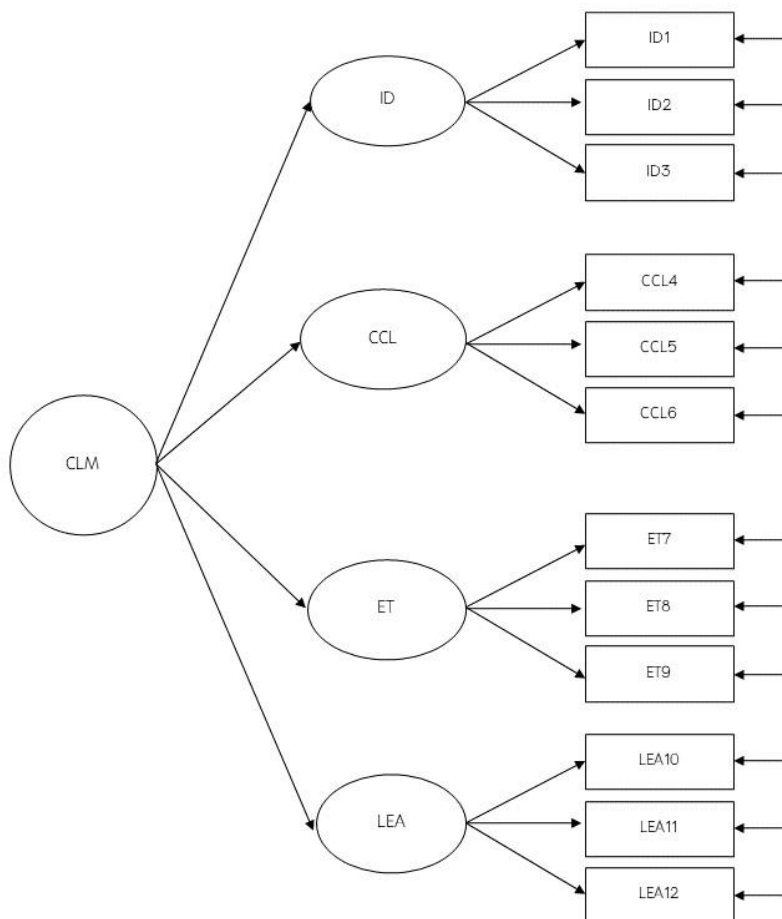 ID1
ID
ID2
ID3
CCL4
CCL
CCL5
CCL6
CLM
ET7
ET
ET8
ET9
LEA10
LEA
LEA11
LEA12